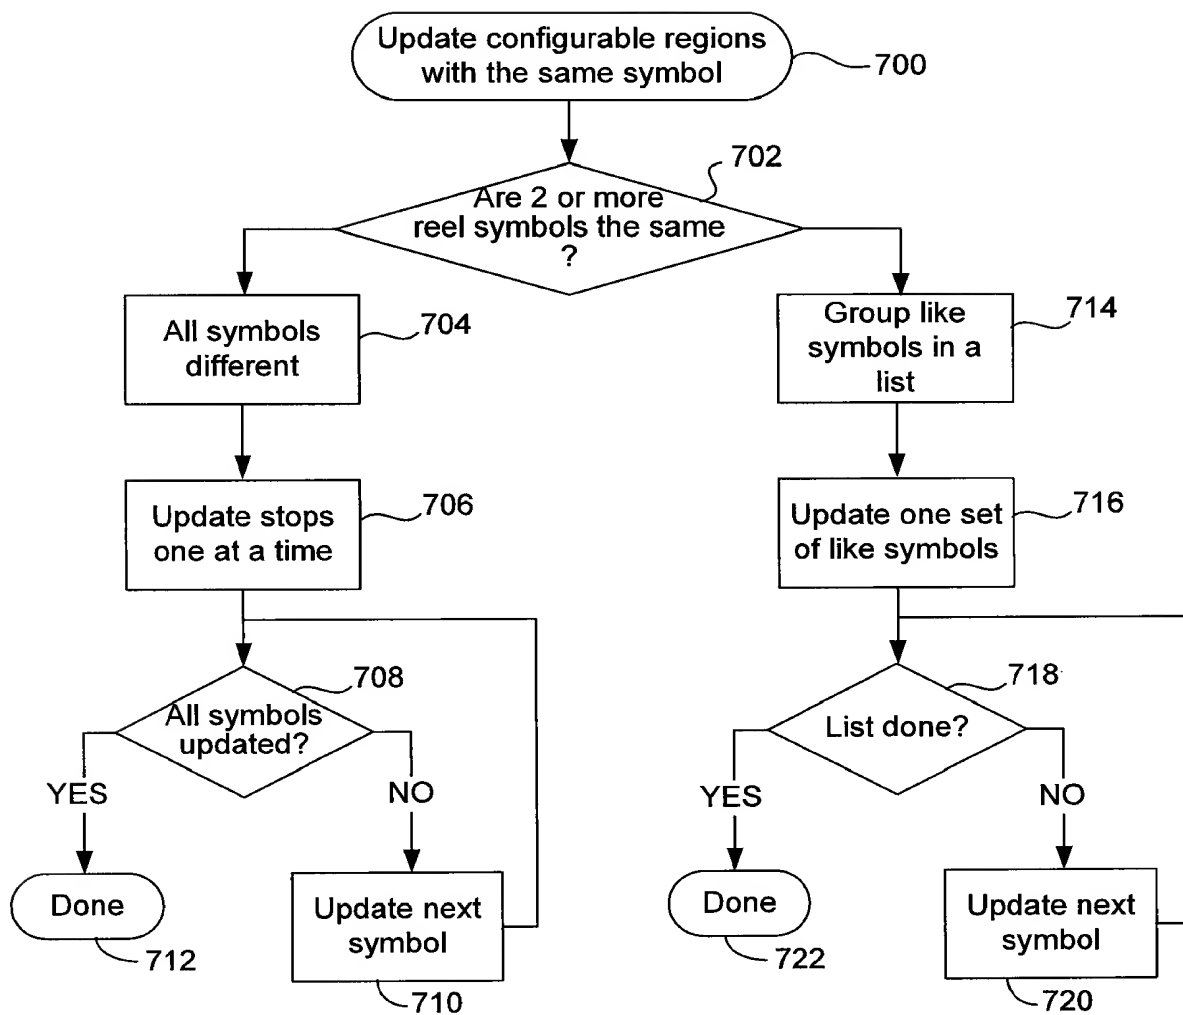 Update configurable regions
with the same symbol
700
702
Are 2 or more
reel symbols the same
?
All symbols
different
704
Group like
symbols in a
list
714
Update stops
one at a time
706
Update one set
of like symbols
716
All symbols
updated?
708
List done?
718
YES
NO
YES
NO
Done
712
Update next
symbol
710
Done
722
Update next
symbol
720